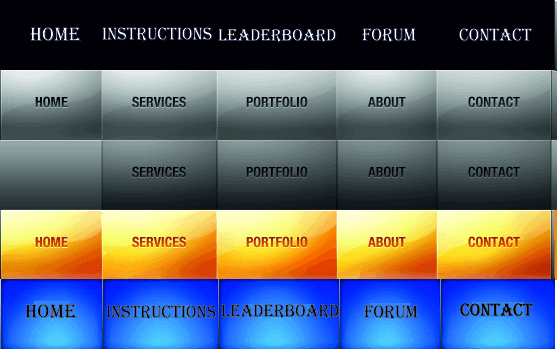 HOME INSTRUCTIONS LEADERBOARD FORUM CONTACT
HOME SERVICES PORTFOLIO ABOUT CONTACT
SERVICES PORTFOLIO ABOUT CONTACT
HOME SERVICES PORTFOLIO ABOUT CONTACT
HOME INSTRUCTIONS LEADERBOARD FORUM CONTACT